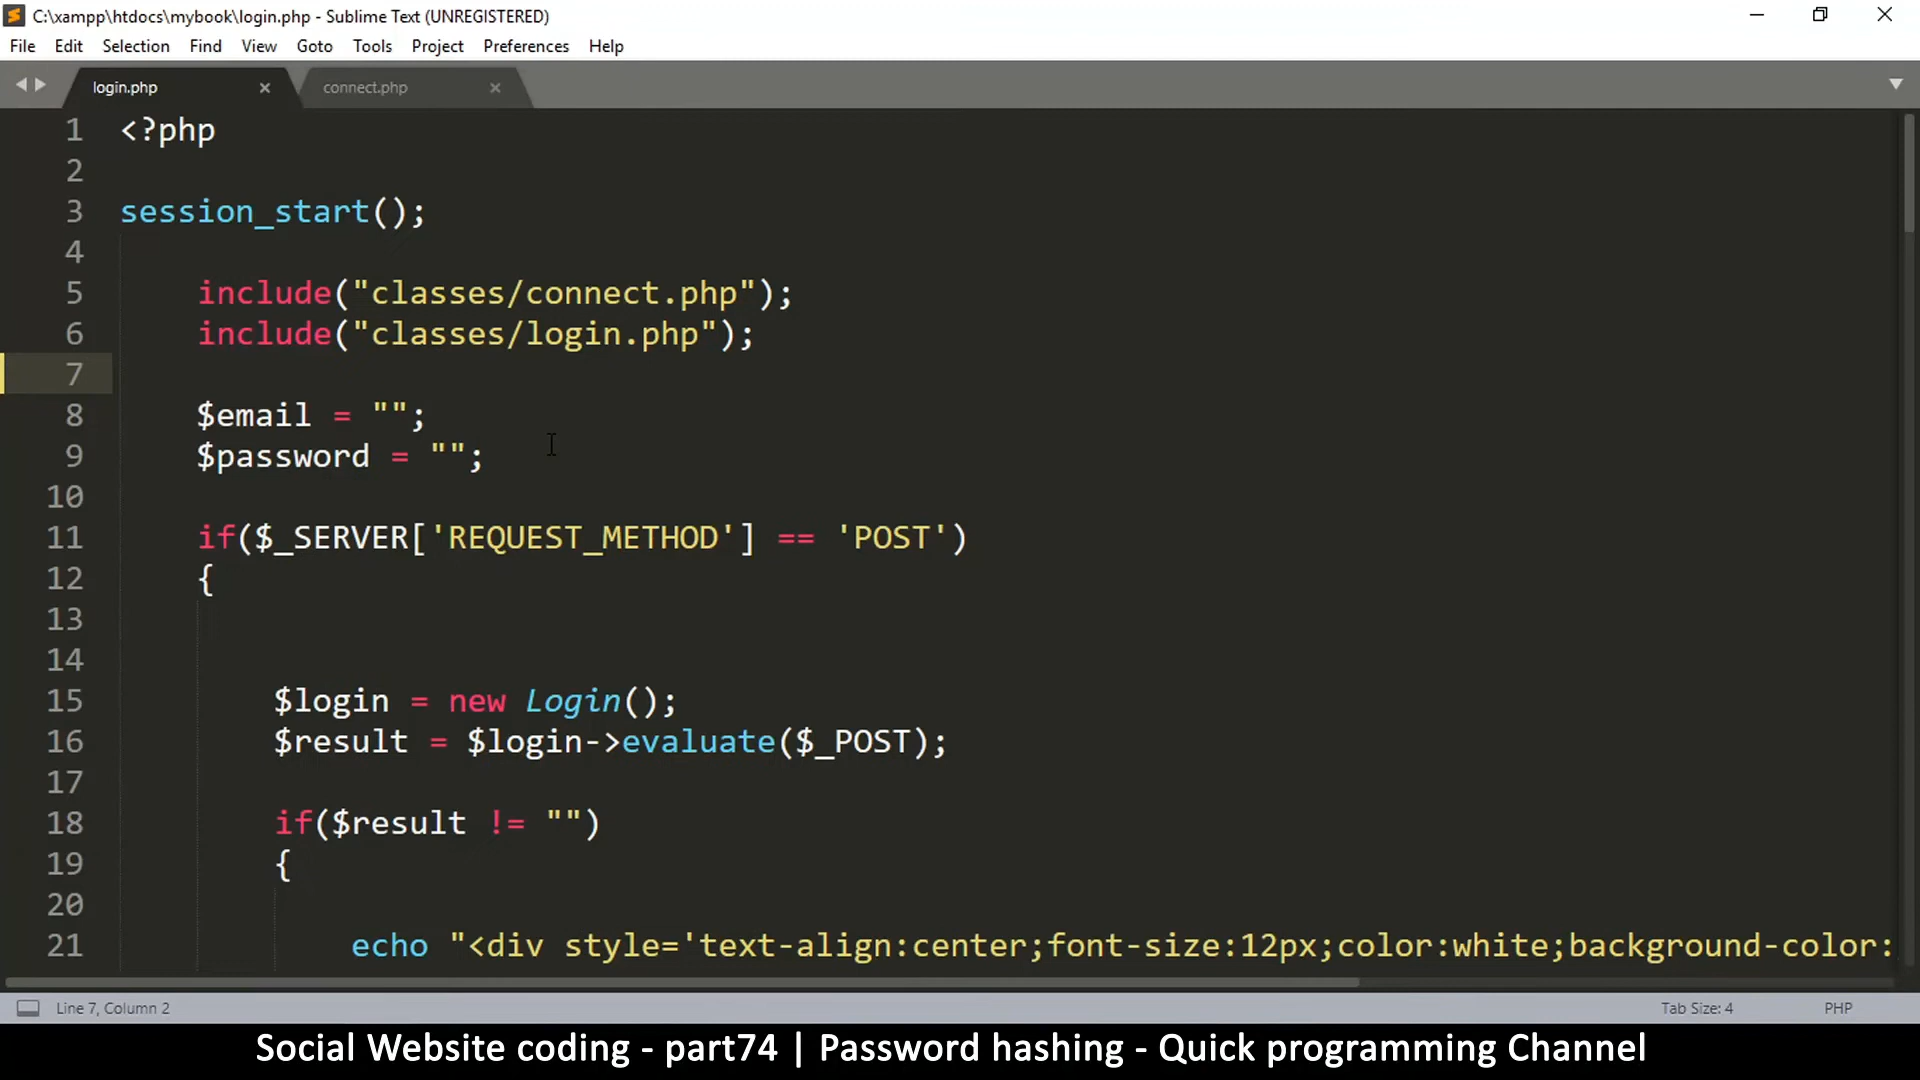 C:\xampp\htdocs\mybook\login.php - Sublime Text (UNREGISTERED)
File Edit Selection Find View Goto Tools Project Preferences Help
login.php connect.php
1 <?php
2
3 session_start();
4
5 include("classes/connect.php");
6 include("classes/login.php");
7
8 $email = "";
9 $password = "";
10
11 if($_SERVER['REQUEST_METHOD'] == 'POST')
12 {
13
14
15 $login = new Login();
16 $result = $login->evaluate($_POST);
17
18 if($result != "")
19 {
20
21 echo "<div style='text-align:center;font-size:12px;color:white;background-color:
Line 7, Column 2 Tab Size: 4 PHP
Social Website coding - part74 | Password hashing - Quick programming Channel